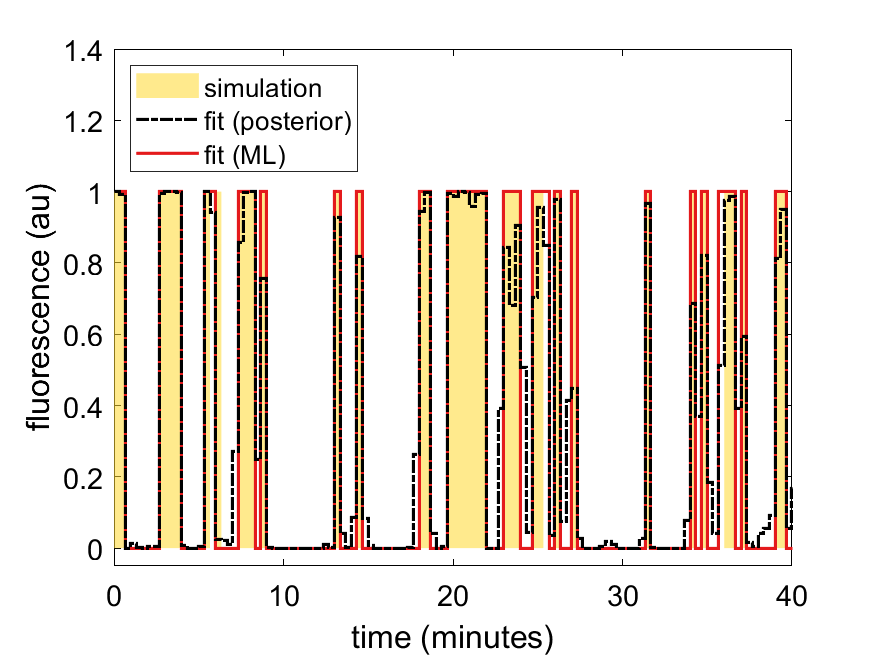 1.4
1.2
1
0.8
0.6
0.4
0.2
0
fluorescence (au)
simulation
fit (posterior)
fit (ML)
0
10
20
30
40
time (minutes)